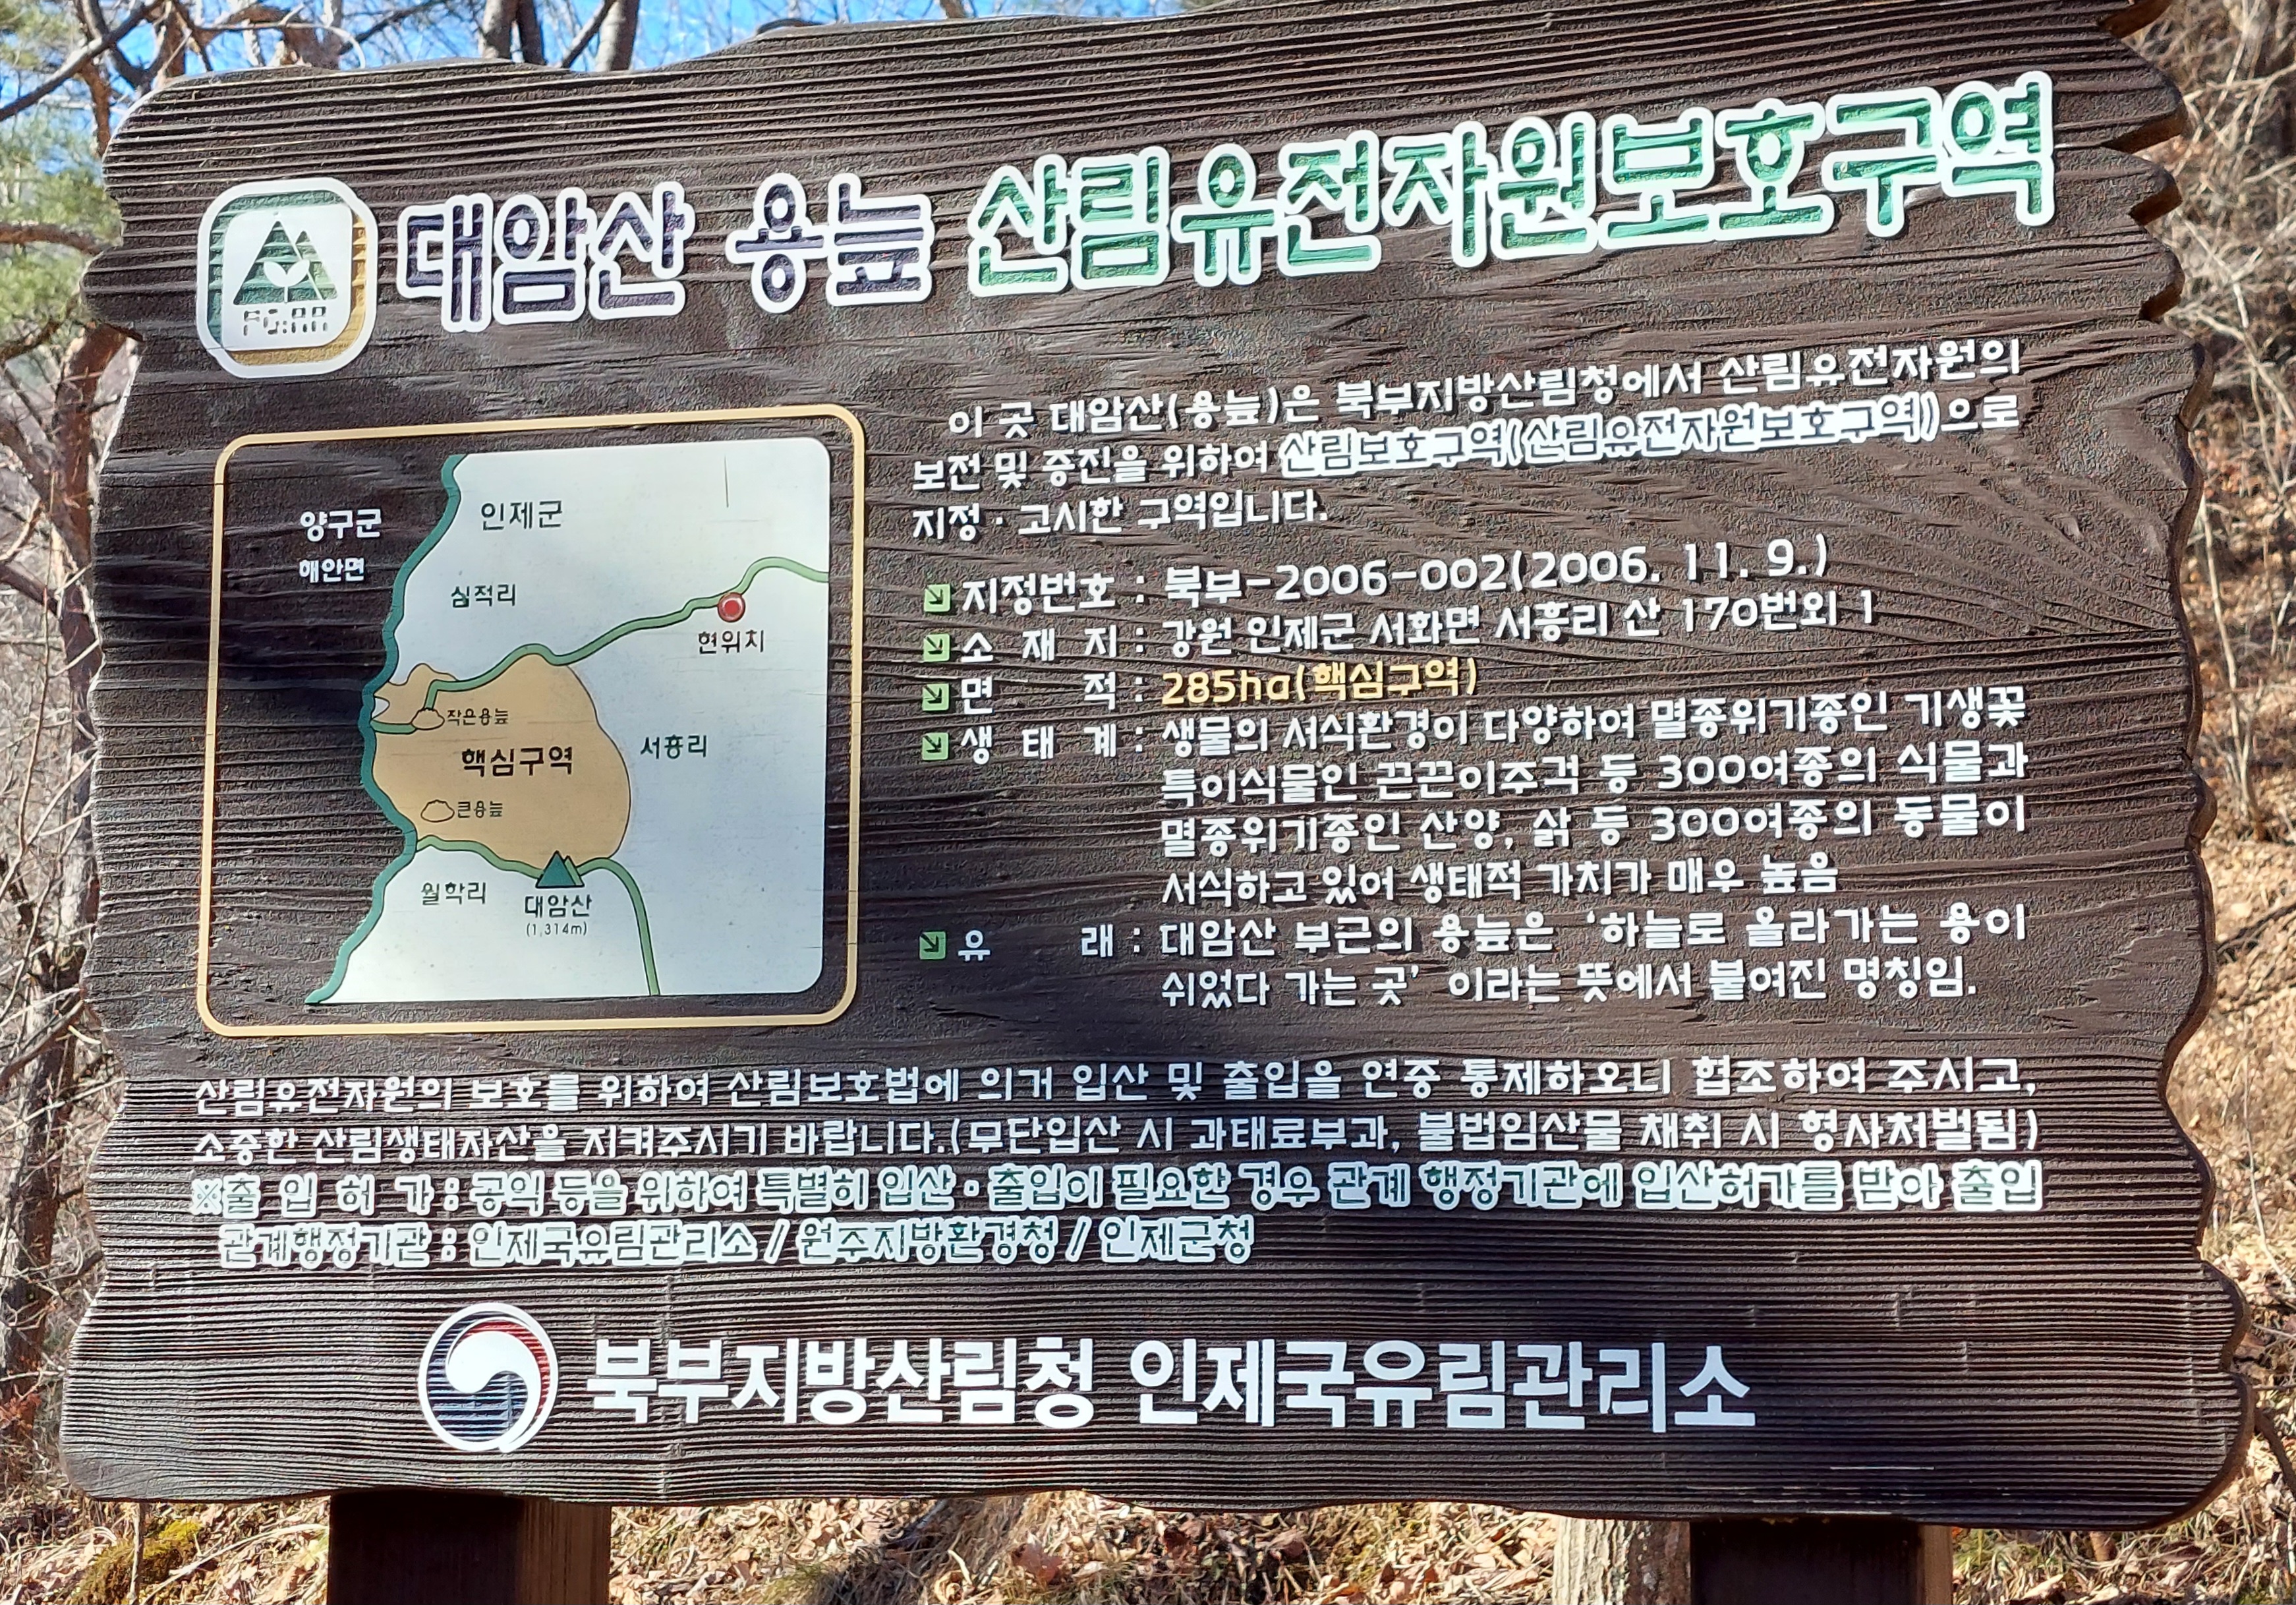 대암산 용늪 산림유전자원보호구역
이 곳 대암산(용늪)은 북부지방산림청에서 산림유전자원의
보전 및 증진을 위하여 산림보호구역(산림유전자원보호구역)으로
지정·고시한 구역입니다.
지정번호 : 북부-2006-002(2006. 11. 9.)
소 재 지 : 강원 인제군 서화면 서흥리 산 170번외 1
면 적 : 285ha(핵심구역)
생 태 계 : 생물의 서식환경이 다양하여 멸종위기종인 기생꽃
특이식물인 끈끈이주걱 등 300여종의 식물과
멸종위기종인 산양, 삵 등 300여종의 동물이
서식하고 있어 생태적 가치가 매우 높음
유 래 : 대암산 부근의 용늪은 '하늘로 올라가는 용이
쉬었다 가는 곳' 이라는 뜻에서 붙여진 명칭임.
양구군
해안면
인제군
심적리
현위치
작은용늪
핵심구역
서흥리
큰용늪
월학리
대암산
(1,314m)
산림유전자원의 보호를 위하여 산림보호법에 의거 입산 및 출입을 연중 통제하오니 협조하여 주시고,
소중한 산림생태자산을 지켜주시기 바랍니다.(무단입산 시 과태료부과, 불법임산물 채취 시 형사처벌됨)
※출 입 허 가 : 공익 등을 위하여 특별히 입산·출입이 필요한 경우 관계 행정기관에 입산허가를 받아 출입
관계행정기관 : 인제국유림관리소 / 원주지방환경청 / 인제군청
북부지방산림청 인제국유림관리소